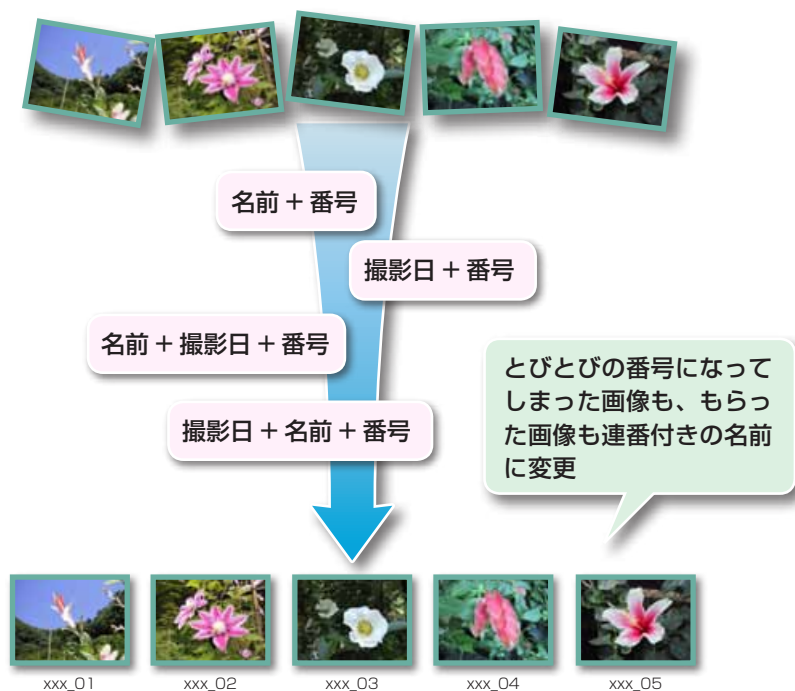 名前 + 番号
撮影日 + 番号
名前 + 撮影日 + 番号
撮影日 + 名前 + 番号
とびとびの番号になって
しまった画像も、もらっ
た画像も連番付きの名前
に変更
xxx_01
xxx_02
xxx_03
xxx_04
xxx_05